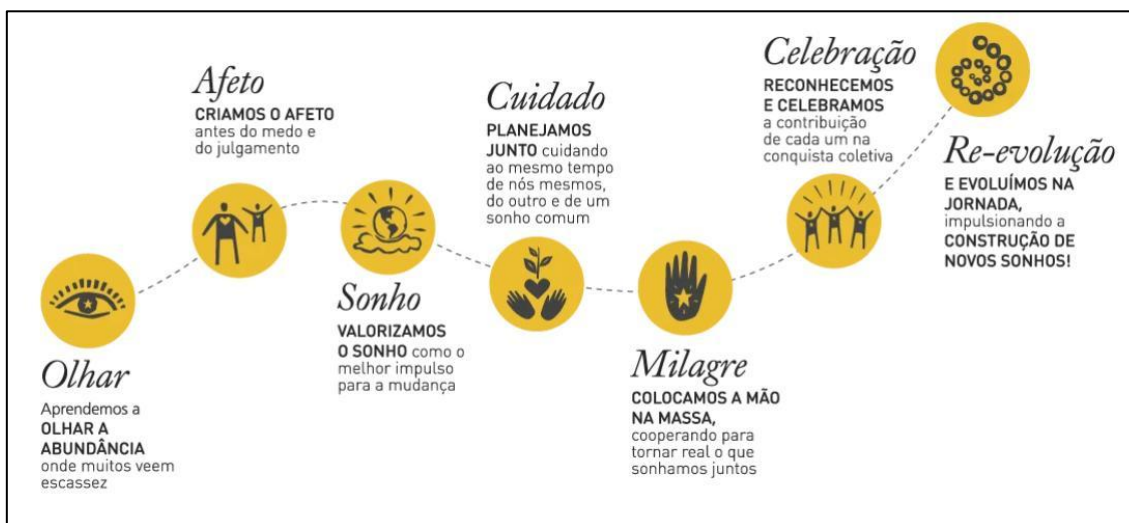 Olhar
Aprendemos a
OLHAR A
ABUNDÂNCIA
onde muitos veem
escassez
Afeto
CRIAMOS O AFETO
antes do medo e
do julgamento
Sonho
VALORIZAMOS
O SONHO como o
melhor impulso
para a mudança
Cuidado
PLANEJAMOS
JUNTO cuidando
ao mesmo tempo
de nós mesmos,
do outro e de um
sonho comum
Milagre
COLOCAMOS A MÃO
NA MASSA,
cooperando para
tornar real o que
sonhamos juntos
Celebração
RECONHECEMOS
E CELEBRAMOS
a contribuição
de cada um na
conquista coletiva
Re-evolução
E EVOLUÍMOS NA
JORNADA,
impulsionando a
CONSTRUÇÃO DE
NOVOS SONHOS!